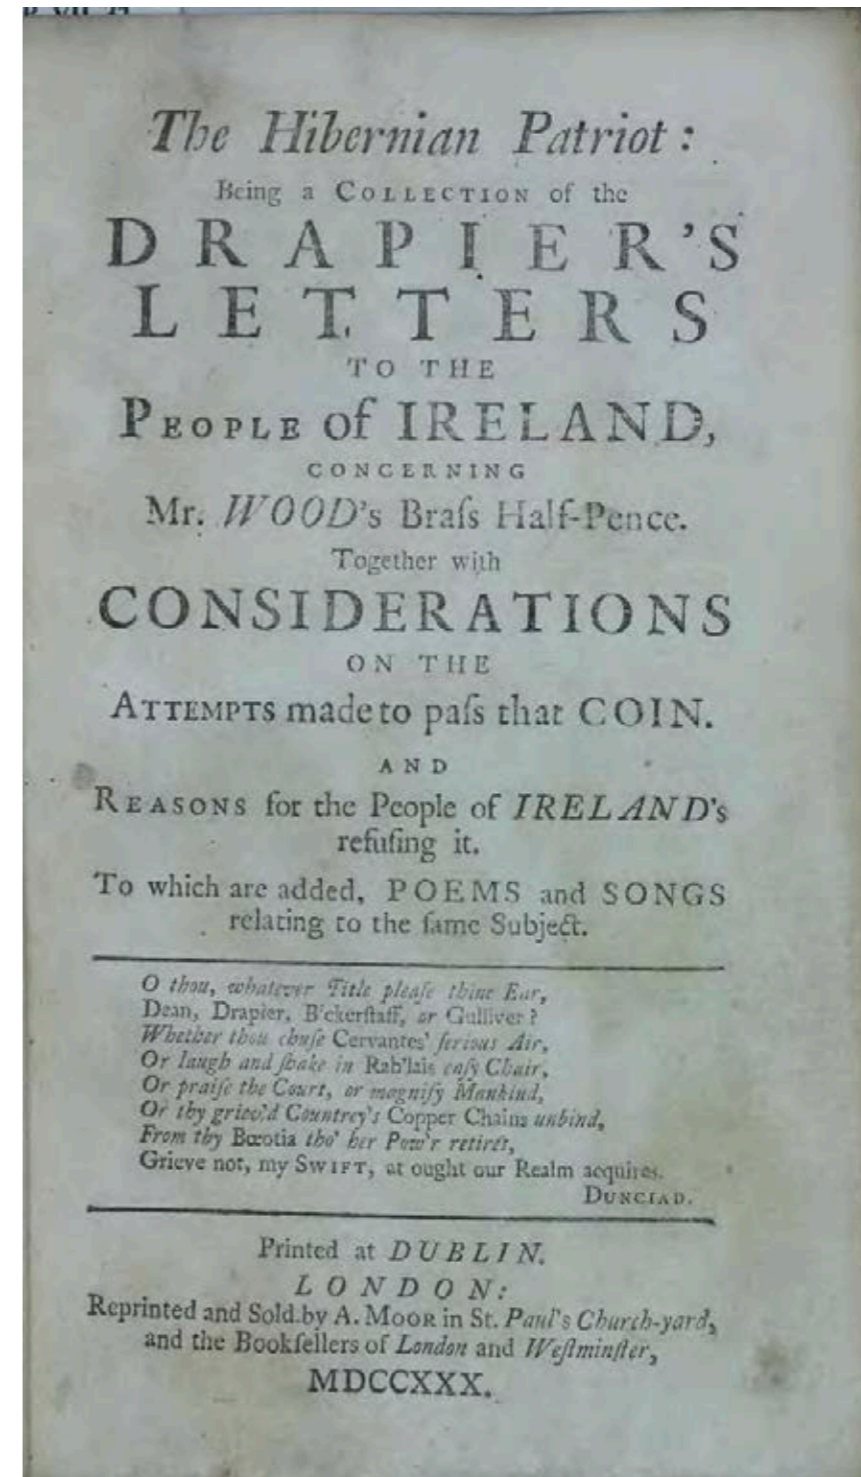 The Hibernian Patriot:
Being a COLLECTION of the
DRAPIER'S
LETTERS
TO THE
PEOPLE of IRELAND,
CONCERNING
Mr. WOOD's Braſs Half-Pence.
Together with
CONSIDERATIONS
ON THE
ATTEMPTS made to paſs that COIN.
AND
REASONS for the People of IRELAND's
refuſing it.
To which are added, POEMS and SONGS
relating to the ſame Subject.
O thou, whatever Title pleaſe thine Ear,
Dean, Drapier, B'ckerſtaff, or Gulliver?
Whether thou chuſe Cervantes' ſerious Air,
Or laugh and ſhake in Rab'lais eaſy Chair,
Or praiſe the Court, or magnify Mankind,
Or thy griev'd Countrey's Copper Chains unbind,
From thy Bœotia tho' her Pow'r retires,
Grieve not, my SWIFT, at ought our Realm acquires.
DUNCIAD.
Printed at DUBLIN.
LONDON:
Reprinted and Sold by A. MOOR in St. Paul's Church-yard,
and the Bookſellers of London and Weſtminſter,
MDCCXXX.